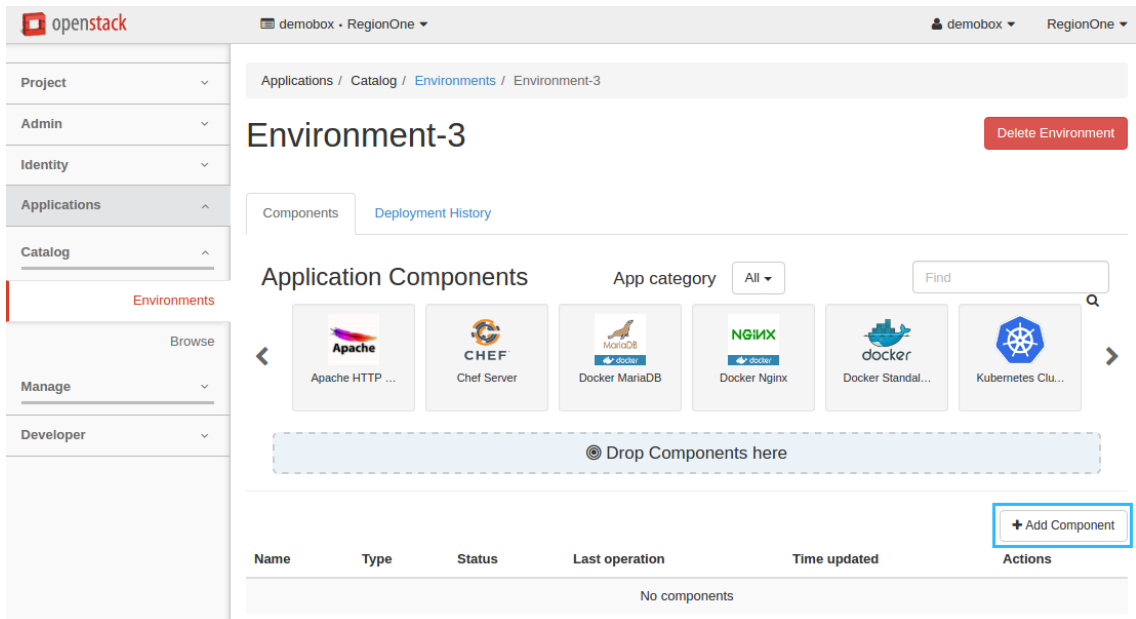 openstack
demobox • RegionOne
demobox
RegionOne
Project
Admin
Identity
Applications
Catalog
Environments
Browse
Manage
Developer
Applications / Catalog / Environments / Environment-3
Environment-3
Delete Environment
Components
Deployment History
Application Components
App category
All
Find
Apache
Apache HTTP ...
CHEF
Chef Server
MariaDB
docker
Docker MariaDB
NGINX
docker
Docker Nginx
docker
Docker Standal...
Kubernetes Clu...
Drop Components here
+ Add Component
Name Type Status Last operation Time updated Actions
No components